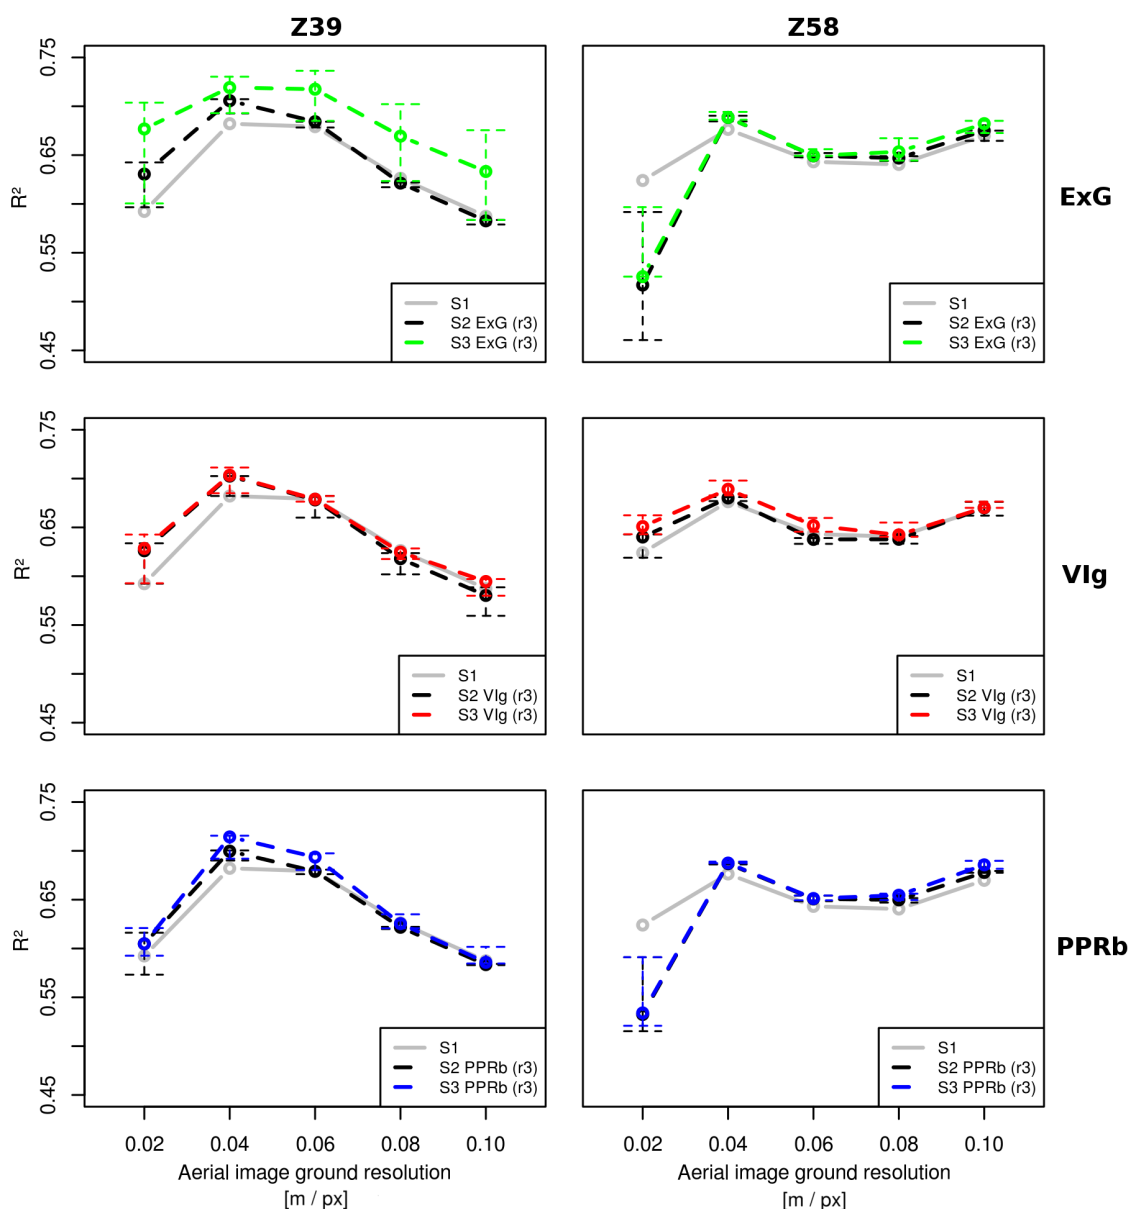 Z39
Z58
0.75
0.65
0.55
0.45
R²
S1
S2 ExG (r3)
S3 ExG (r3)
S1
S2 ExG (r3)
S3 ExG (r3)
ExG
0.75
0.65
0.55
0.45
R²
S1
S2 VIg (r3)
S3 VIg (r3)
S1
S2 VIg (r3)
S3 VIg (r3)
VIg
0.75
0.65
0.55
0.45
R²
S1
S2 PPRb (r3)
S3 PPRb (r3)
S1
S2 PPRb (r3)
S3 PPRb (r3)
PPRb
0.02 0.04 0.06 0.08 0.10
Aerial image ground resolution
[m / px]
0.02 0.04 0.06 0.08 0.10
Aerial image ground resolution
[m / px]